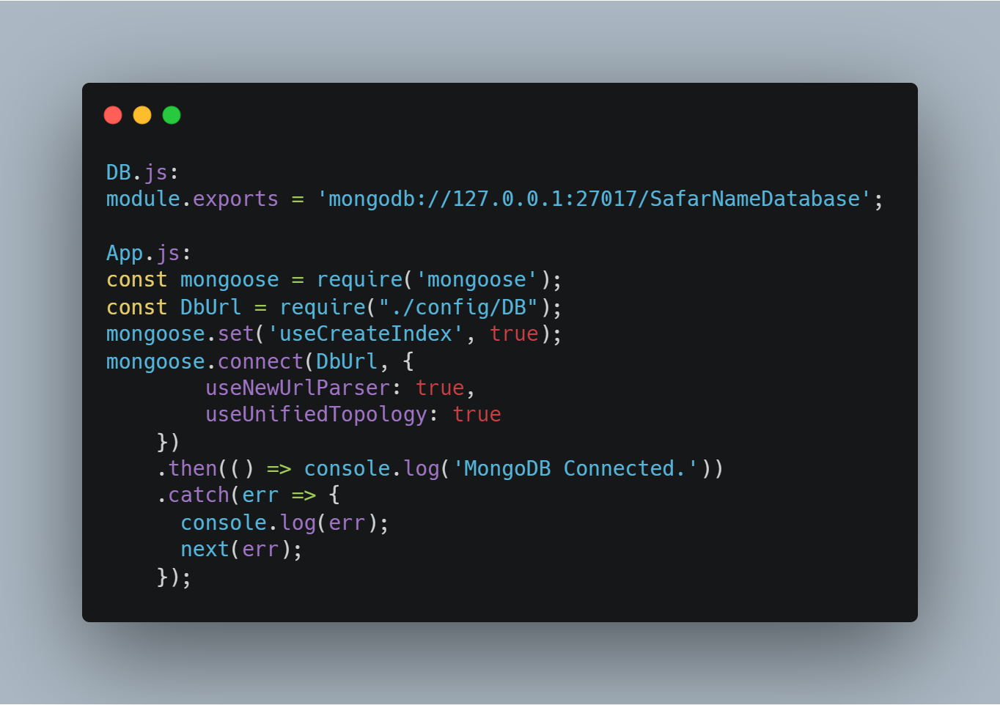 DB.js:
module.exports = 'mongodb://127.0.0.1:27017/SafarNameDatabase';

App.js:
const mongoose = require('mongoose');
const DbUrl = require("./config/DB");
mongoose.set('useCreateIndex', true);
mongoose.connect(DbUrl, {
        useNewUrlParser: true,
        useUnifiedTopology: true
    })
    .then(() => console.log('MongoDB Connected.'))
    .catch(err => {
      console.log(err);
      next(err);
    });